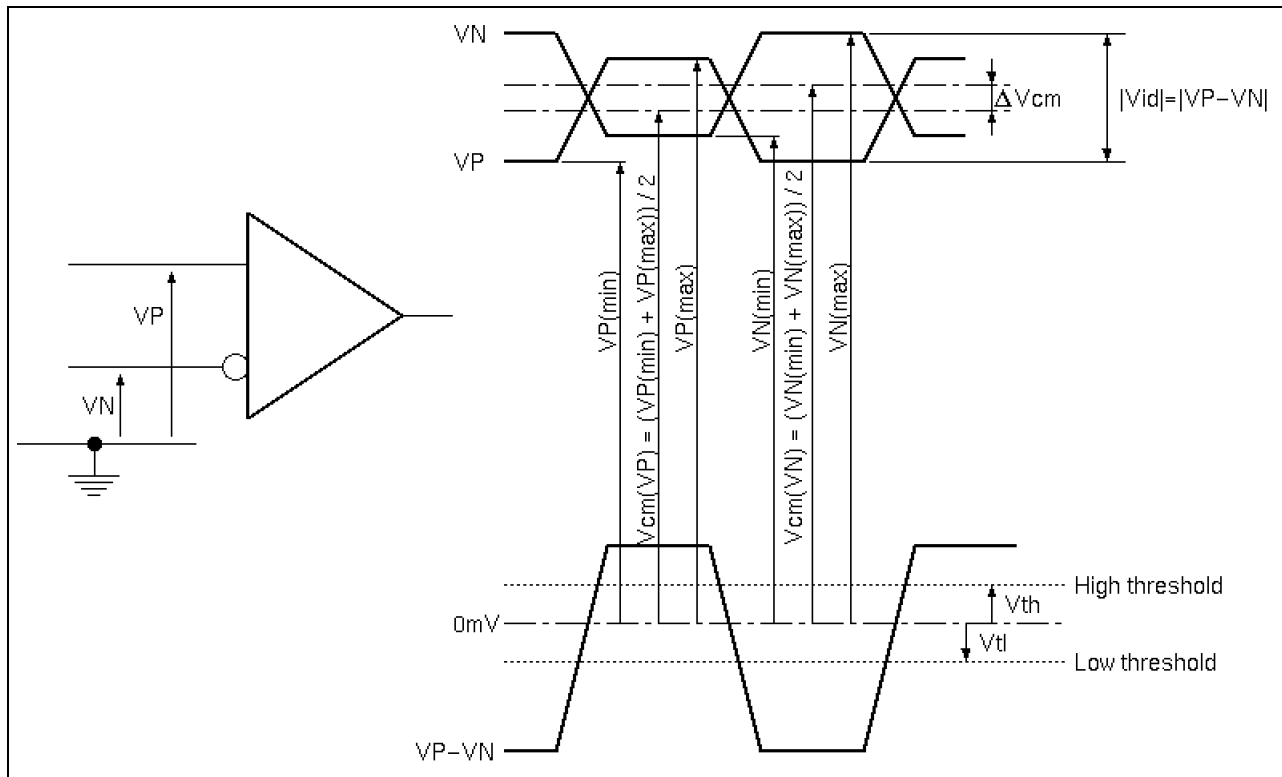 VN
VP
ΔVcm
|Vid|=|VP−VN|
VP
VN
VP(min)
Vcm(VP) = (VP(min) + VP(max)) / 2
VP(max)
VN(min)
Vcm(VN) = (VN(min) + VN(max)) / 2
VN(max)
High threshold
Vth
0mV
Vtl
Low threshold
VP−VN